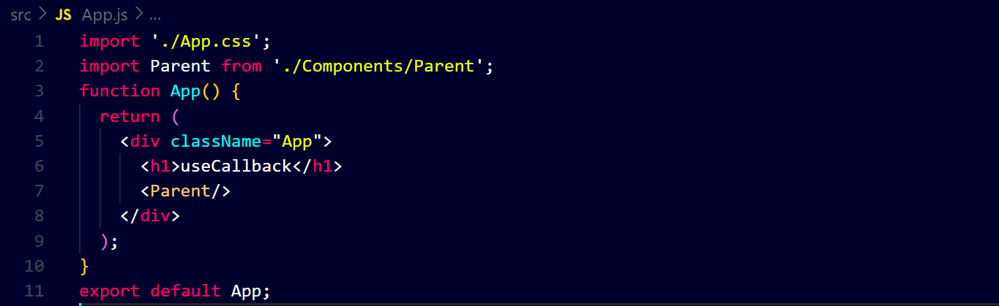 src > JS App.js > ...
1 import './App.css';
2 import Parent from './Components/Parent';
3 function App() {
4   return (
5     <div className="App">
6       <h1>useCallback</h1>
7       <Parent/>
8     </div>
9   );
10 }
11 export default App;